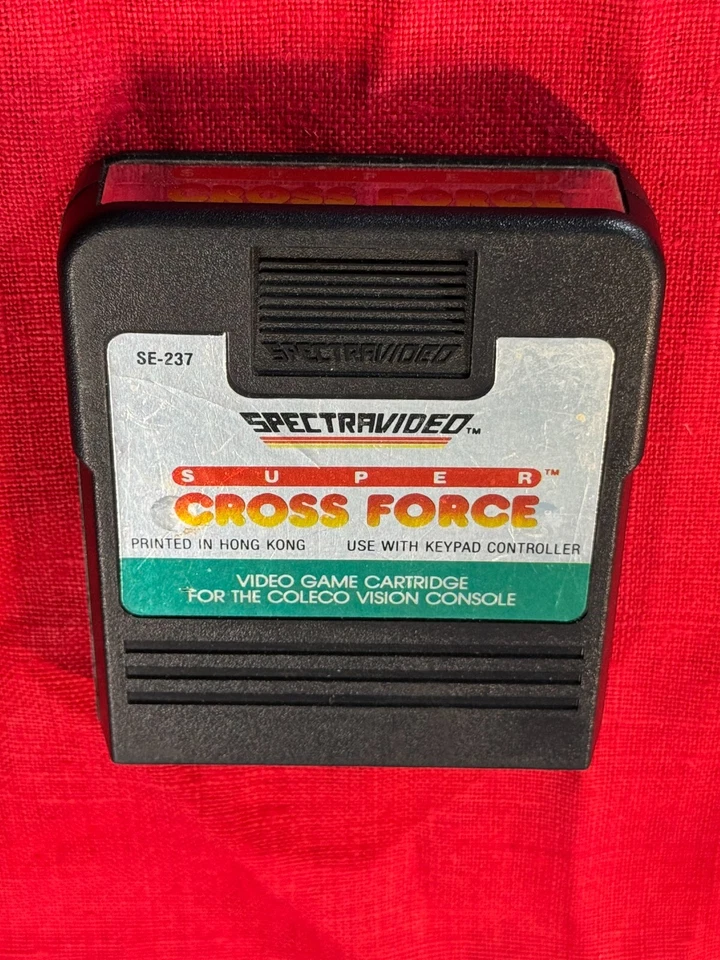 SUPER
CROSS FORCE
SPECTRAVIDEO
SE-237
SPECTRAVIDEO™
SUPER™
CROSS FORCE
PRINTED IN HONG KONG USE WITH KEYPAD CONTROLLER
VIDEO GAME CARTRIDGE
FOR THE COLECO VISION CONSOLE